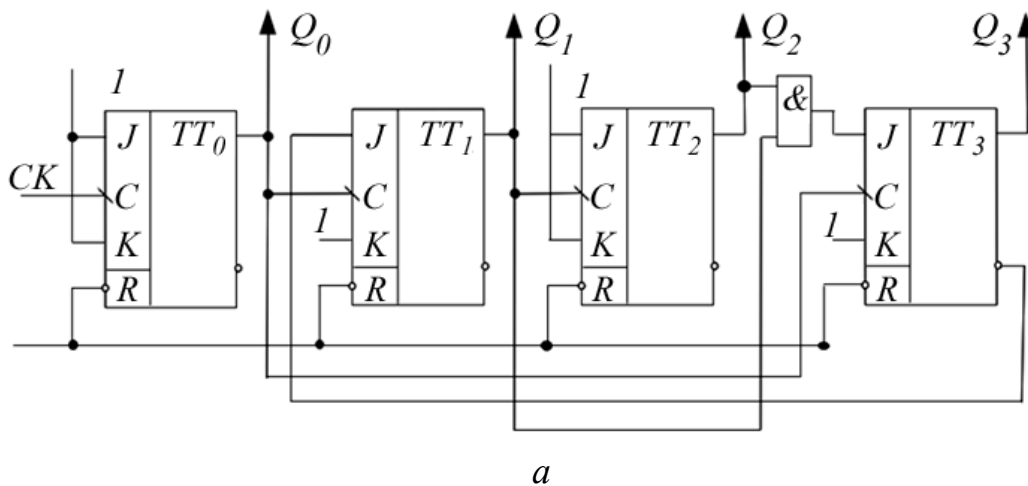 Q0 Q1 Q2 Q3
1 1 &
J TT0 J TT1. J TT2 J TT3
CK C C C C
K 1 K K 1 K
R R R R
a